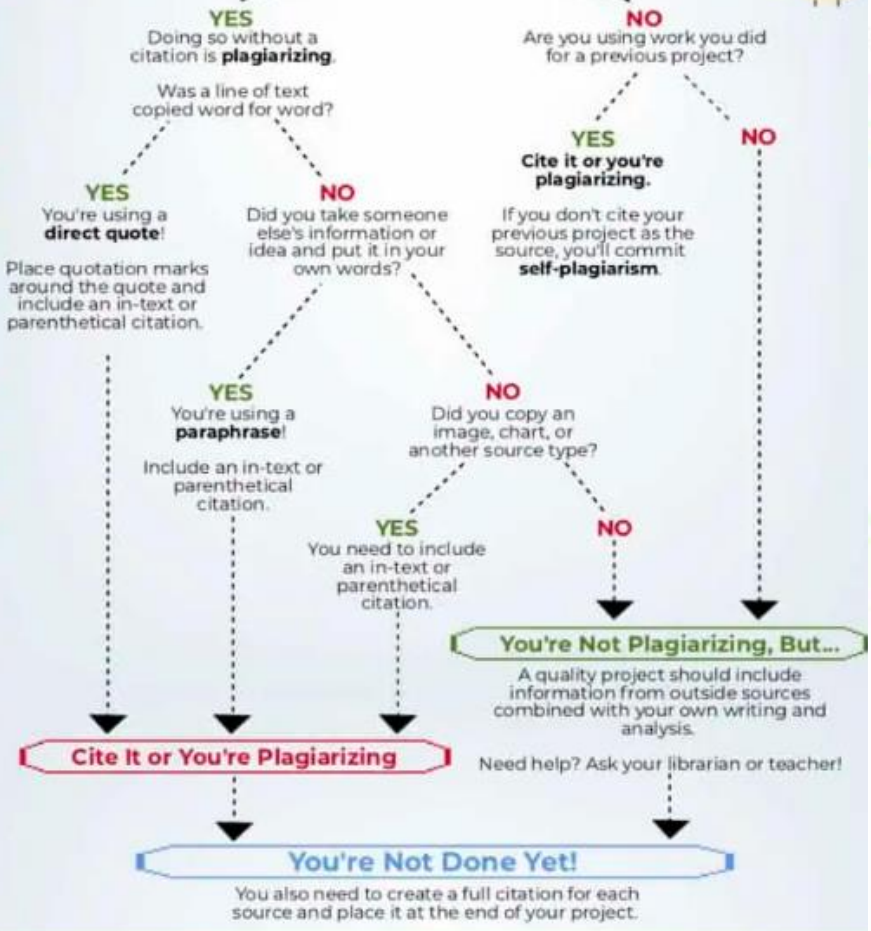 YES
Doing so without a
citation is plagiarizing.
Was a line of text
copied word for word?
NO
Are you using work you did
for a previous project?
YES
Cite it or you're
plagiarizing.
If you don't cite your
previous project as the
source, you'll commit
self-plagiarism.
NO
YES
You're using a
direct quote!
Place quotation marks
around the quote and
include an in-text or
parenthetical citation.
NO
Did you take someone
else's information or
idea and put it in your
own words?
YES
You're using a
paraphrase!
Include an in-text or
parenthetical
citation.
NO
Did you copy an
image, chart, or
another source type?
YES
You need to include
an in-text or
parenthetical
citation.
NO
You're Not Plagiarizing, But...
A quality project should include
information from outside sources
combined with your own writing and
analysis.
Need help? Ask your librarian or teacher!
Cite It or You're Plagiarizing
You're Not Done Yet!
You also need to create a full citation for each
source and place it at the end of your project.